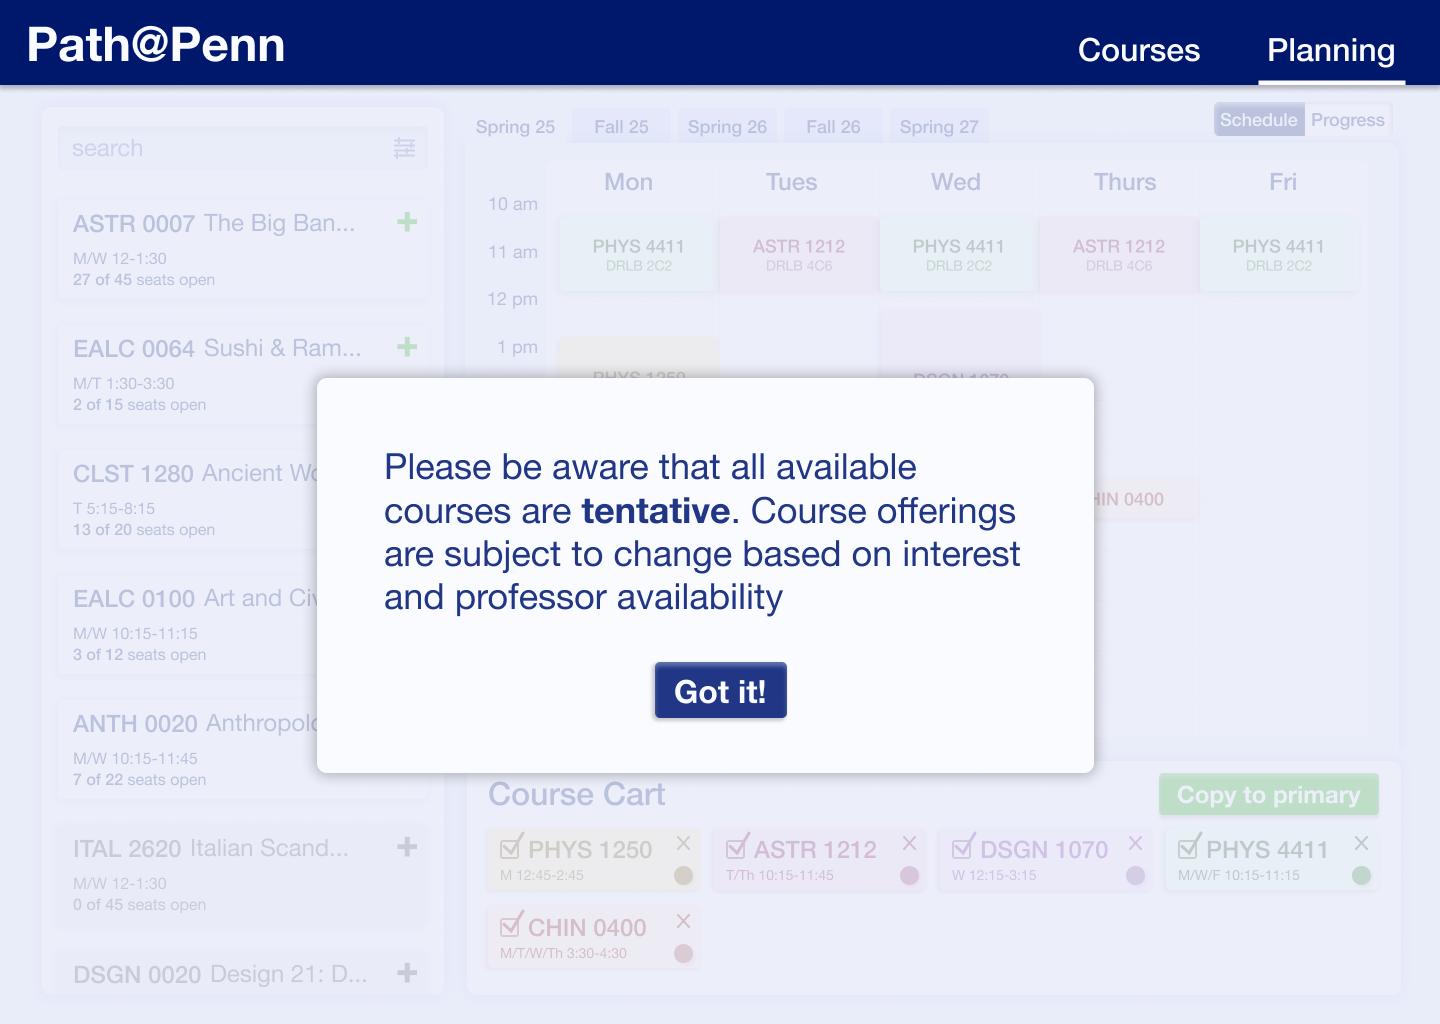 Path@Penn
Courses
Planning
search
ASTR 0007 The Big Ban...
M/W 12-1:30
27 of 45 seats open
EALC 0064 Sushi & Ram...
M/T 1:30-3:30
2 of 15 seats open
CLST 1280 Ancient
T 5:15-8:15
13 of 20 seats open
EALC 0100 Art and
M/W 10:15-11:15
3 of 12 seats open
ANTH 0020
M/W 10:15-11:45
7 of 22 seats open
ITAL 2620 Italian Scand...
M/W 12-1:30
0 of 45 seats open
DSGN 0020 Design 21: D...
Spring 25
Fall 25
Spring 26
Fall 26
Spring 27
Schedule
Progress
Mon
Tues
Wed
Thurs
Fri
10 am
11 am
12 pm
1 pm
PHYS 4411
DRLB 2C2
ASTR 1212
DRLB 4C6
PHYS 4411
DRLB 2C2
ASTR 1212
DRLB 4C6
PHYS 4411
DRLB 2C2
PHYS 1250
DSGN 1070
0400
Please be aware that all available
courses are tentative. Course offerings
are subject to change based on interest
and professor availability
Got it!
Course Cart
Copy to primary
PHYS 1250
M 12:45-2:45
ASTR 1212
T/Th 10:15-11:45
DSGN 1070
W 12:15-3:15
PHYS 4411
M/W/F 10:15-11:15
CHIN 0400
M/T/W/Th 3:30-4:30